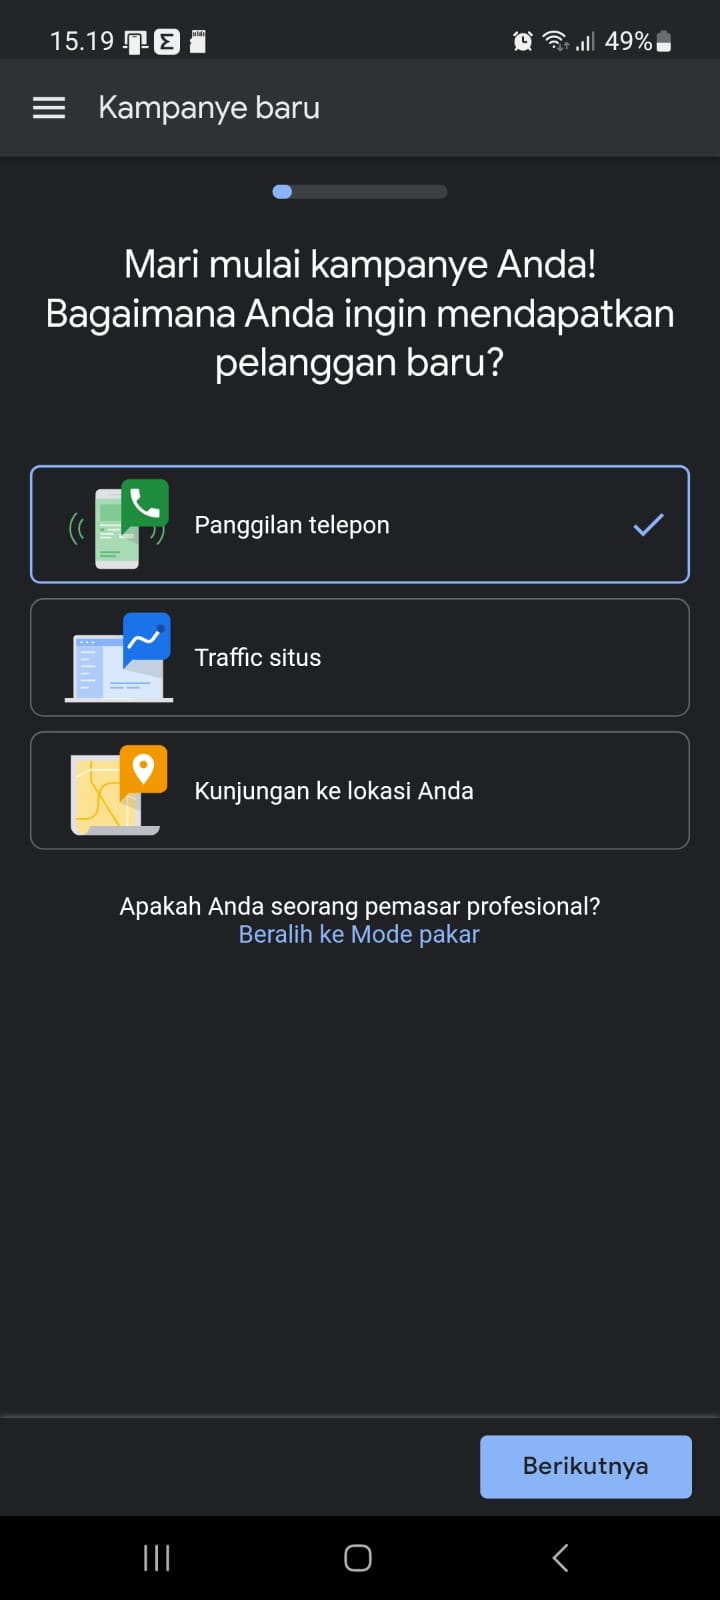 15.19
49%
Kampanye baru
Mari mulai kampanye Anda!
Bagaimana Anda ingin mendapatkan
pelanggan baru?
Panggilan telepon
Traffic situs
Kunjungan ke lokasi Anda
Apakah Anda seorang pemasar profesional?
Beralih ke Mode pakar
Berikutnya